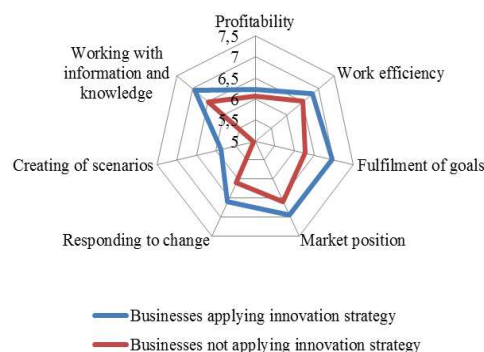 Profitability
7,5
7
6,5
6
5,5
5
Work efficiency
Fulfilment of goals
Market position
Responding to change
Creating of scenarios
Working with
information and
knowledge
Businesses applying innovation strategy
Businesses not applying innovation strategy